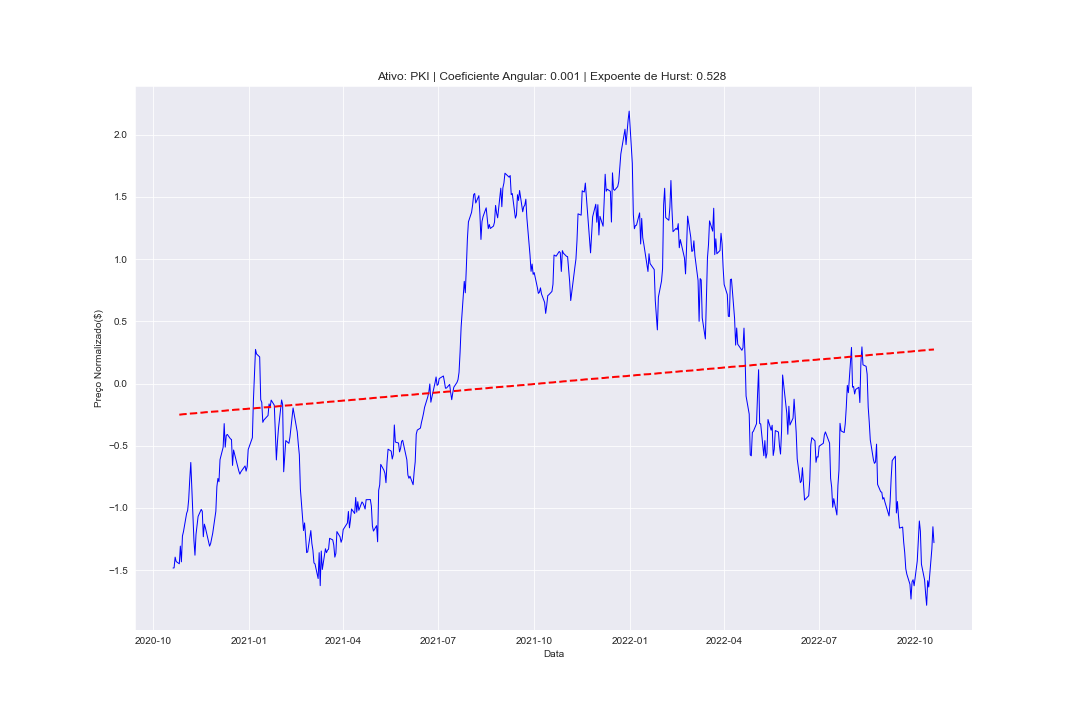 Ativo: PKI | Coeficiente Angular: 0.001 | Expoente de Hurst: 0.528
Preço Normalizado($)
2.0
1.5
1.0
0.5
0.0
−0.5
−1.0
−1.5
2020-10 2021-01 2021-04 2021-07 2021-10 2022-01 2022-04 2022-07 2022-10
Data